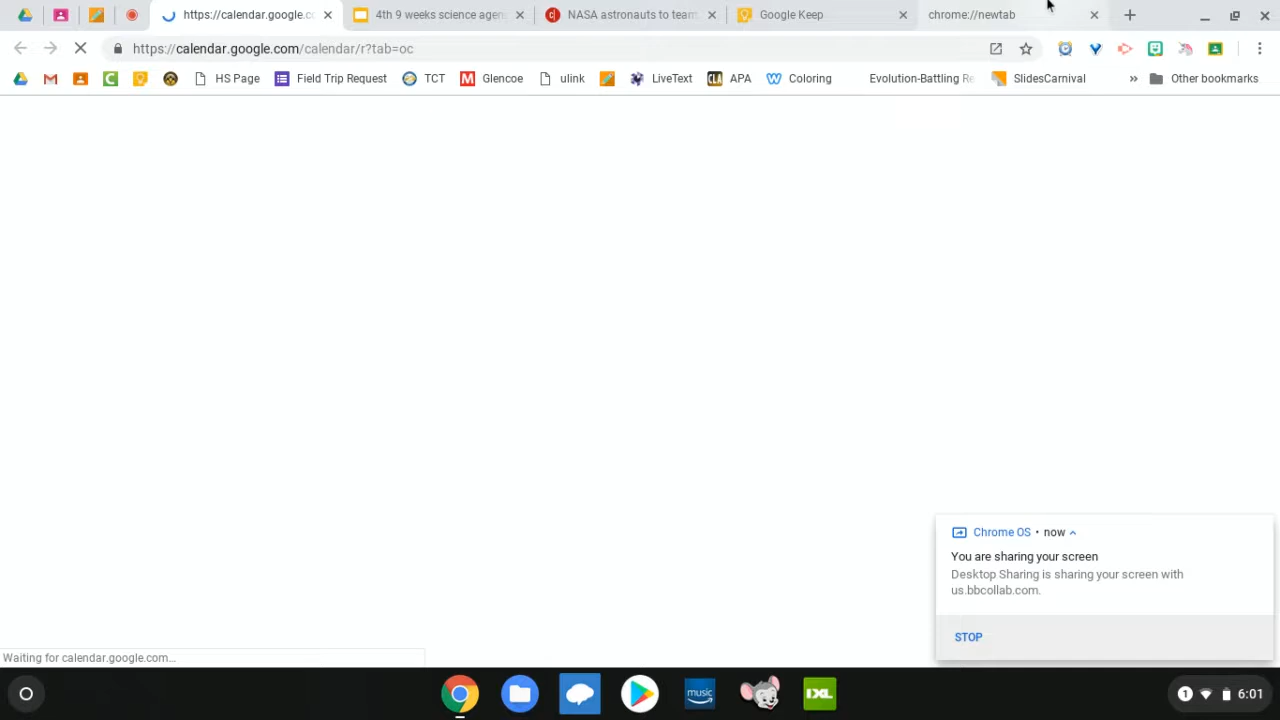 https://calendar.google.co
4th 9 weeks science agen
NASA astronauts to team
Google Keep
chrome://newtab
https://calendar.google.com/calendar/r?tab=oc
HS Page
Field Trip Request
TCT
M
Glencoe
ulink
LiveText
CLA
APA
Coloring
Evolution-Battling Re
SlidesCarnival
»
Other bookmarks
Chrome OS • now
You are sharing your screen
Desktop Sharing is sharing your screen with
us.bbcollab.com.
STOP
Waiting for calendar.google.com...
music
IXL
1
6:01